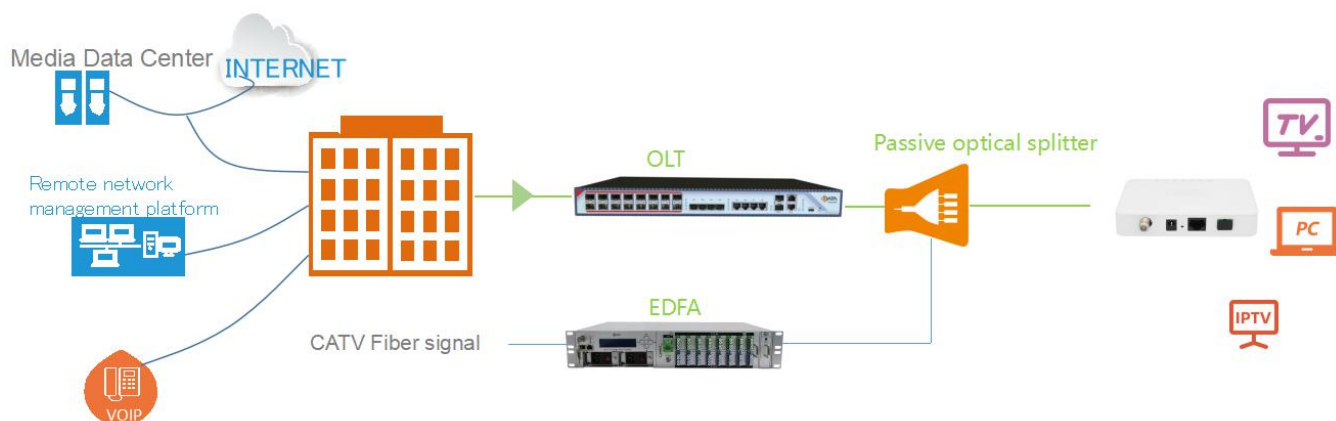 Media Data Center
INTERNET
Remote network
management platform
VOIP
OLT
Passive optical splitter
EDFA
CATV Fiber signal
TV
PC
IPTV